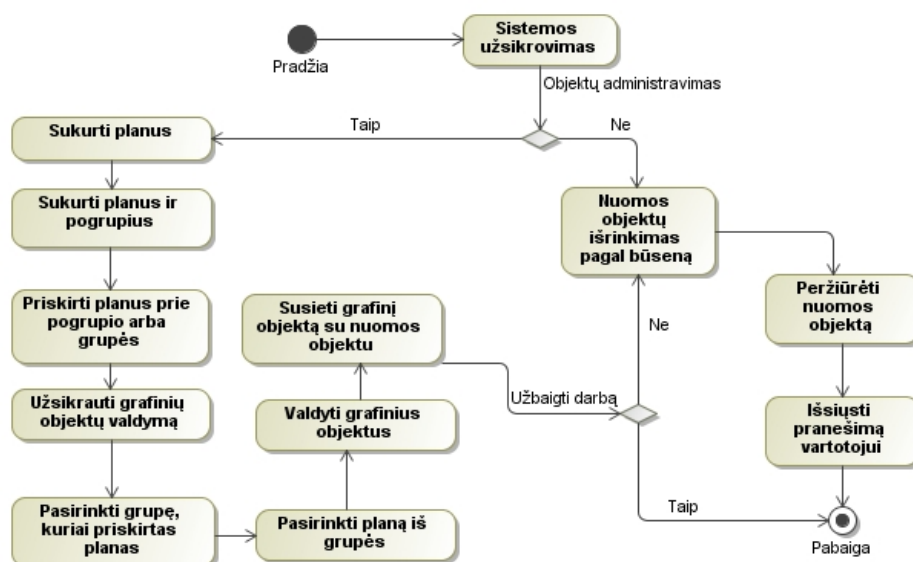 Sistemos
užsikrovimas
Pradžia
Objektų administravimas
Taip
Ne
Sukurti planus
Sukurti planus ir
pogrupius
Priskirti planus prie
pogrupio arba
grupės
Užsikrauti grafinių
objektų valdymą
Pasirinkti grupę,
kuriai priskirtas
planas
Pasirinkti planą iš
grupės
Valdyti grafinius
objektus
Susieti grafinį
objektą su nuomos
objektu
Užbaigti darbą
Ne
Taip
Nuomos
objektų
išrinkimas
pagal būseną
Peržiūrėti
nuomos
objektą
Išsiųsti
pranešimą
vartotojui
Pabaiga